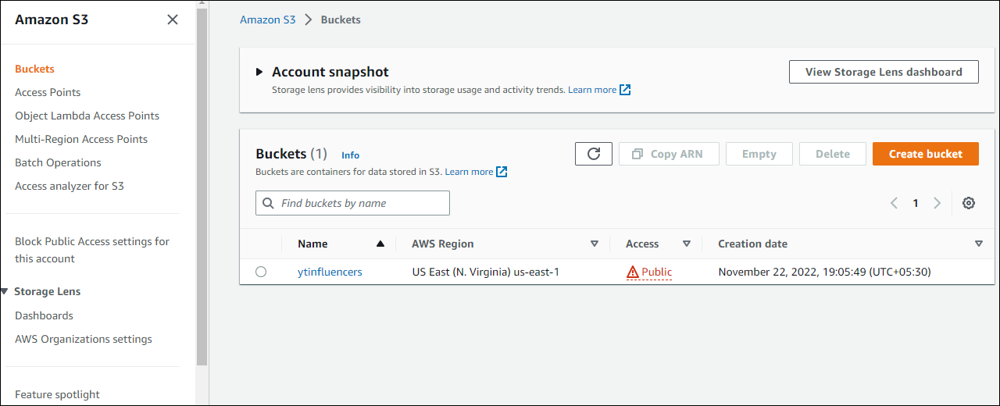 Amazon S3
Buckets
Access Points
Object Lambda Access Points
Multi-Region Access Points
Batch Operations
Access analyzer for S3
Block Public Access settings for
this account
Storage Lens
Dashboards
AWS Organizations settings
Feature spotlight
Amazon S3 > Buckets
Account snapshot
View Storage Lens dashboard
Storage lens provides visibility into storage usage and activity trends. Learn more
Buckets (1) Info
Copy ARN Empty Delete Create bucket
Buckets are containers for data stored in S3. Learn more
Find buckets by name
1
Name AWS Region Access Creation date
ytinfluencers US East (N. Virginia) us-east-1 Public November 22, 2022, 19:05:49 (UTC+05:30)